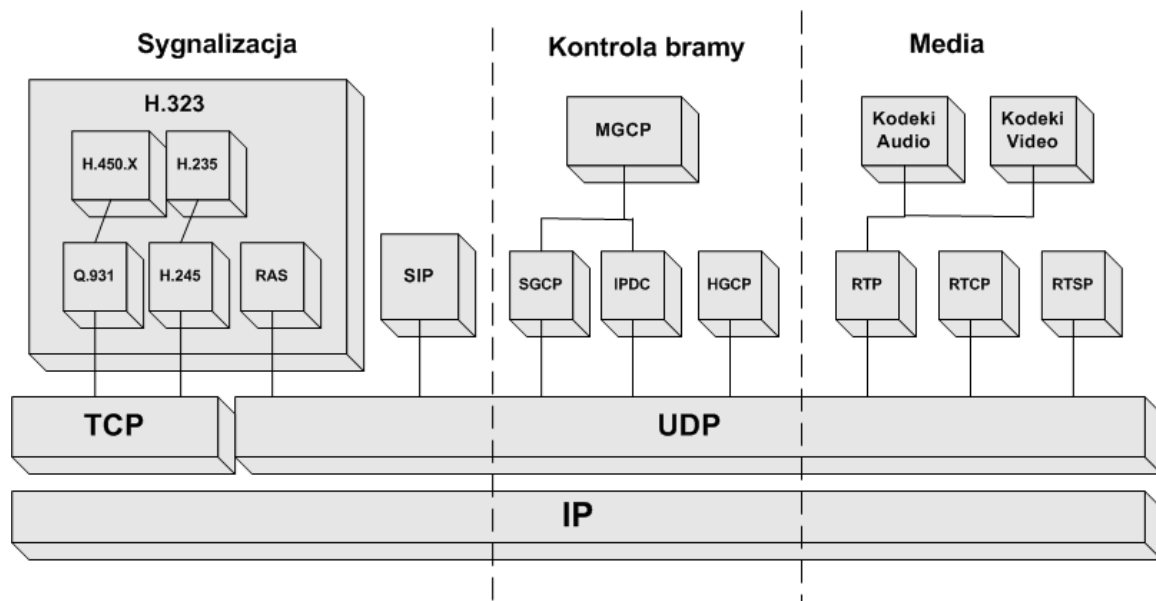 Sygnalizacja
Kontrola bramy
Media
H.323
H.450.X
H.235
Q.931
H.245
RAS
SIP
MGCP
SGCP
IPDC
HGCP
Kodeki
Audio
Kodeki
Video
RTP
RTCP
RTSP
TCP
UDP
IP